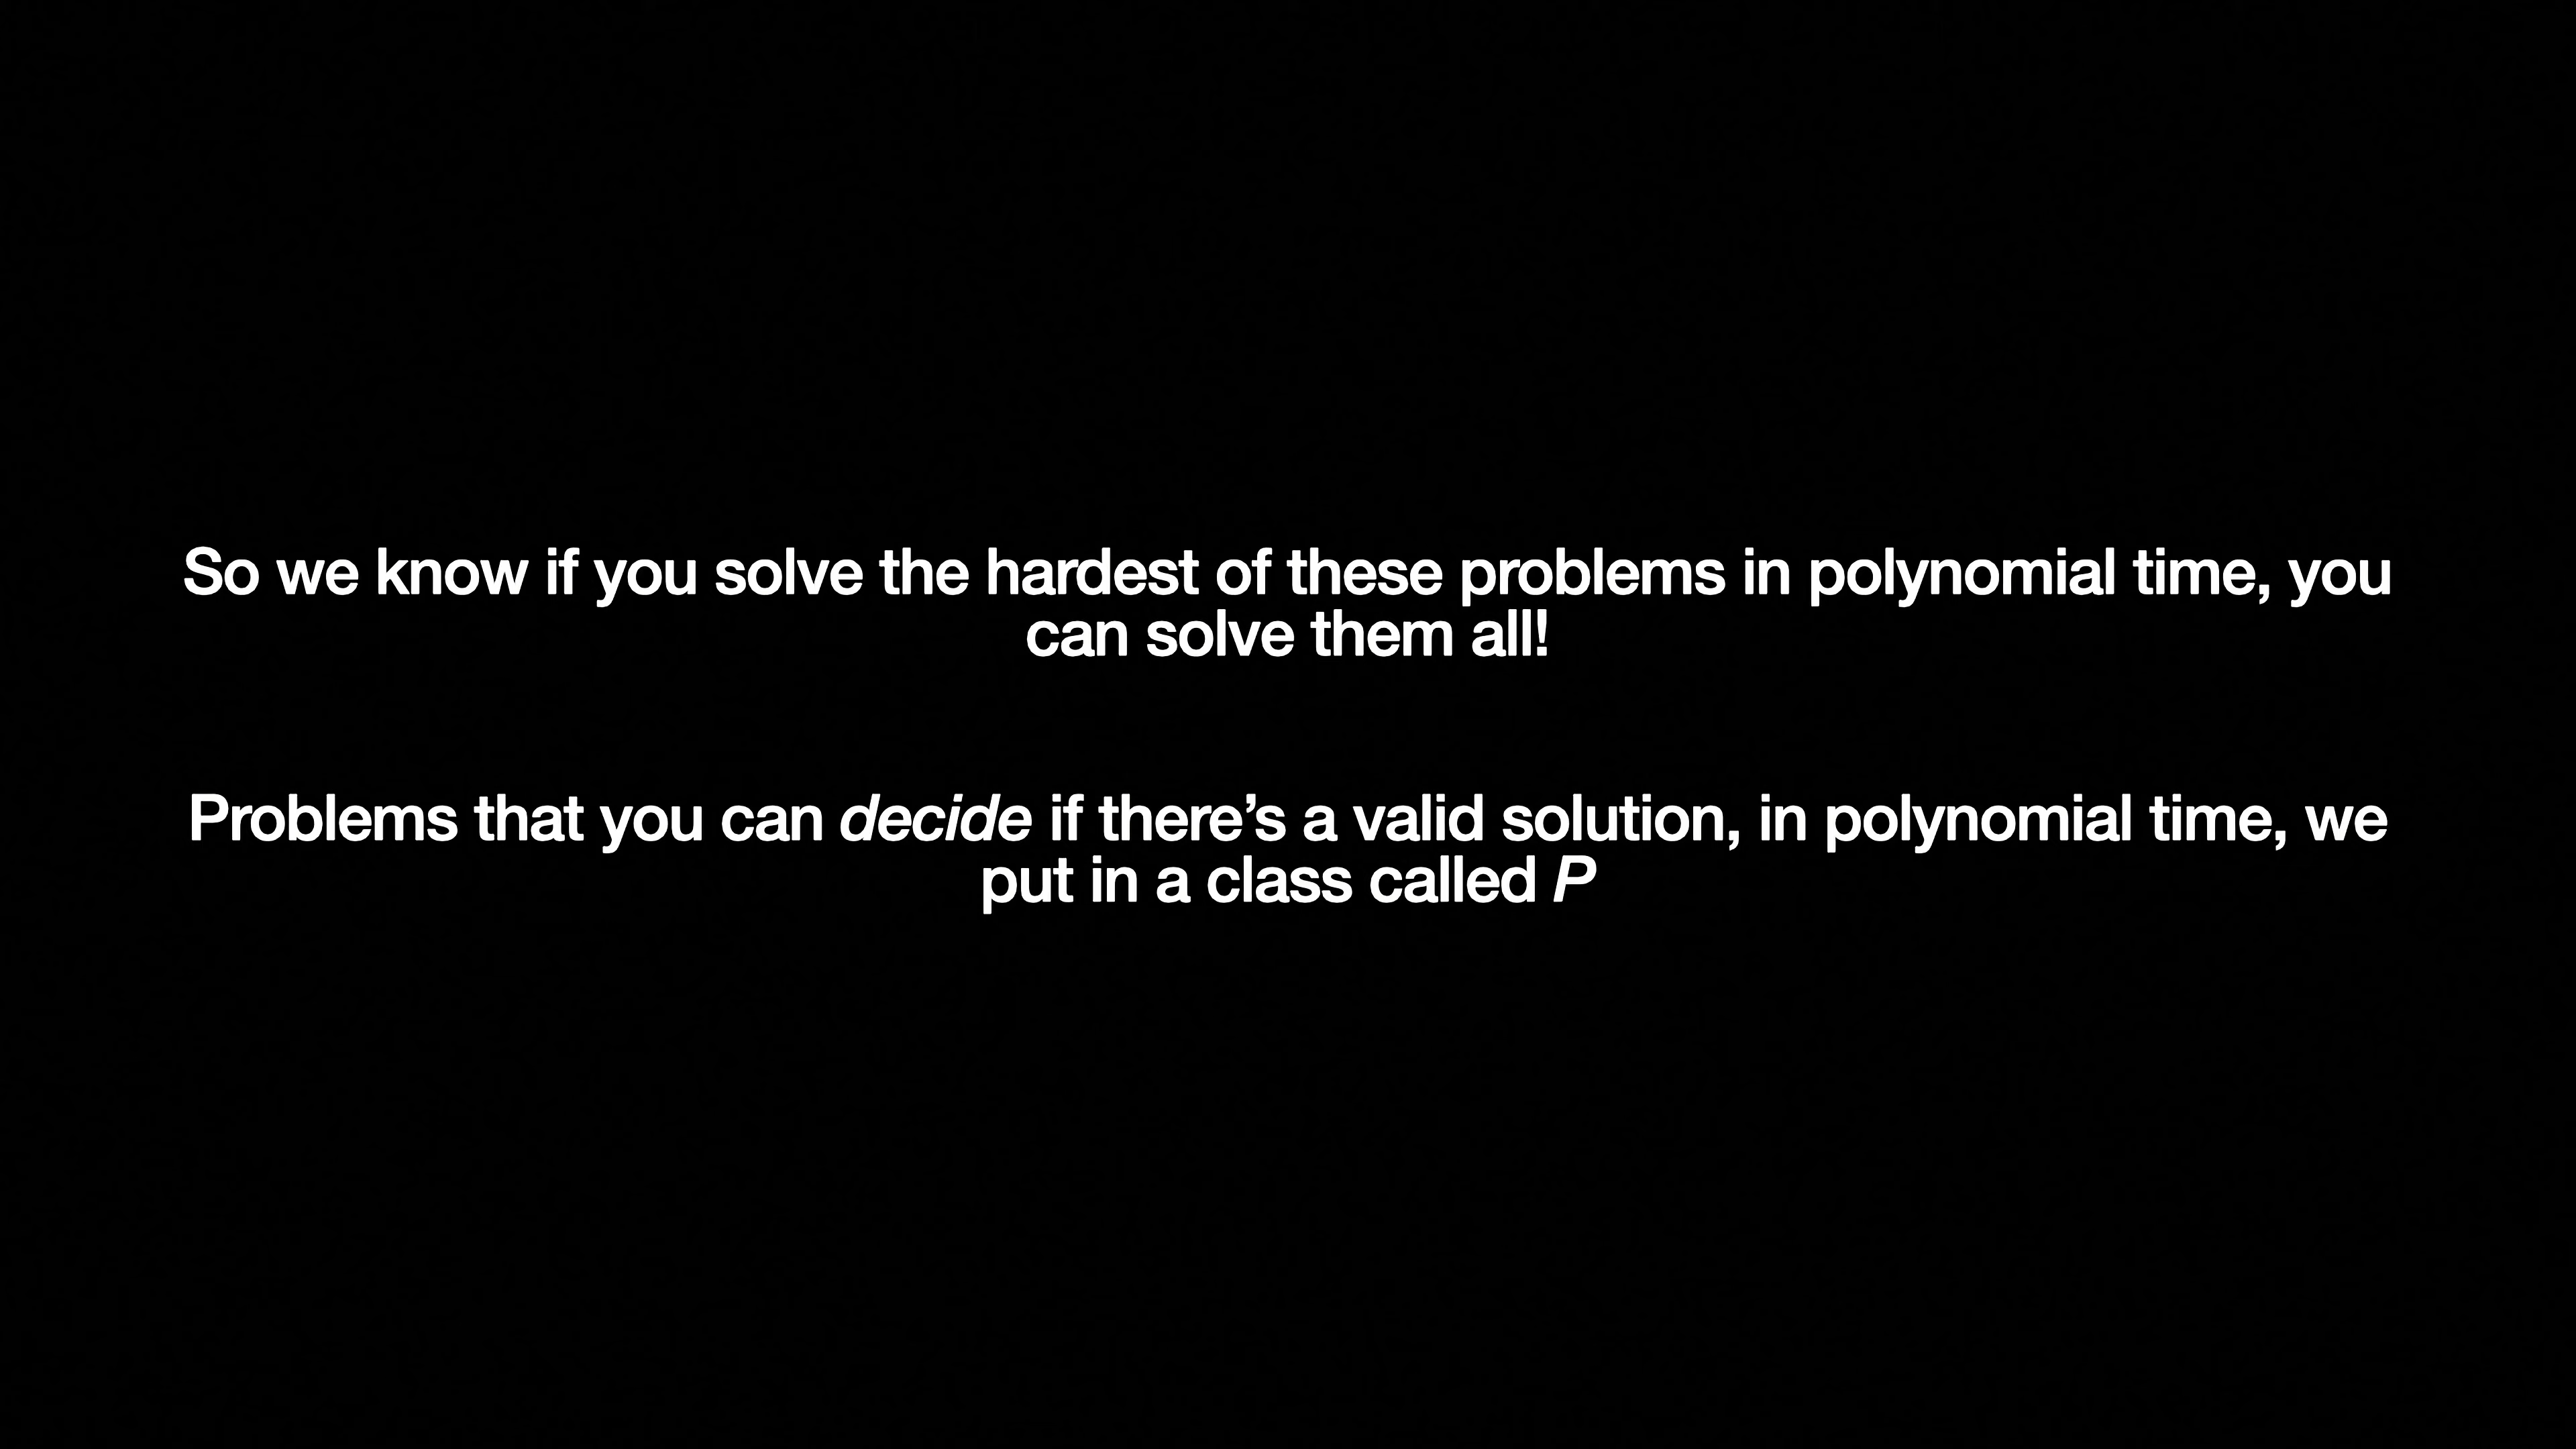 So we know if you solve the hardest of these problems in polynomial time, you
can solve them all!
Problems that you can decide if there’s a valid solution, in polynomial time, we
put in a class called P